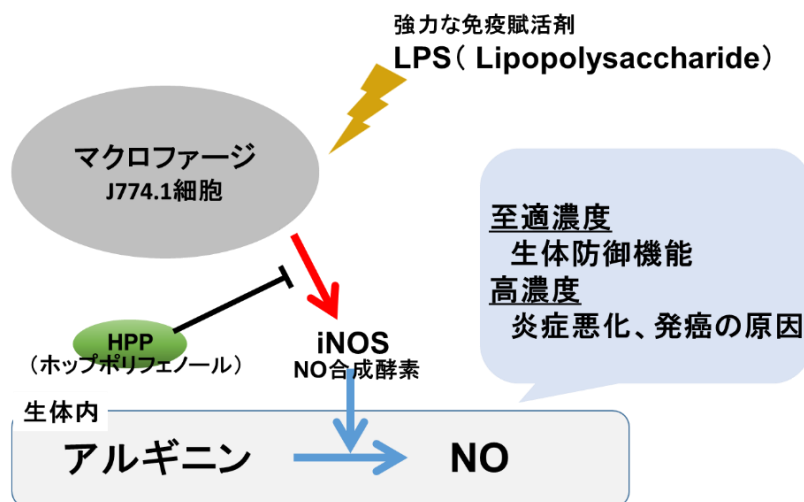 強力な免疫賦活剤
LPS( Lipopolysaccharide)
マクロファージ
J774.1細胞
至適濃度
生体防御機能
高濃度
炎症悪化、発癌の原因
HPP
(ホップポリフェノール)
iNOS
NO合成酵素
生体内
アルギニン
NO